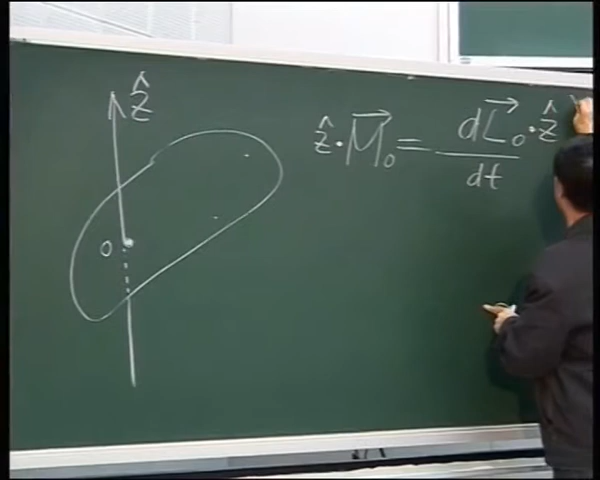 ẑ
O
ẑ · M⃗₀ = dL⃗₀/dt · ẑ